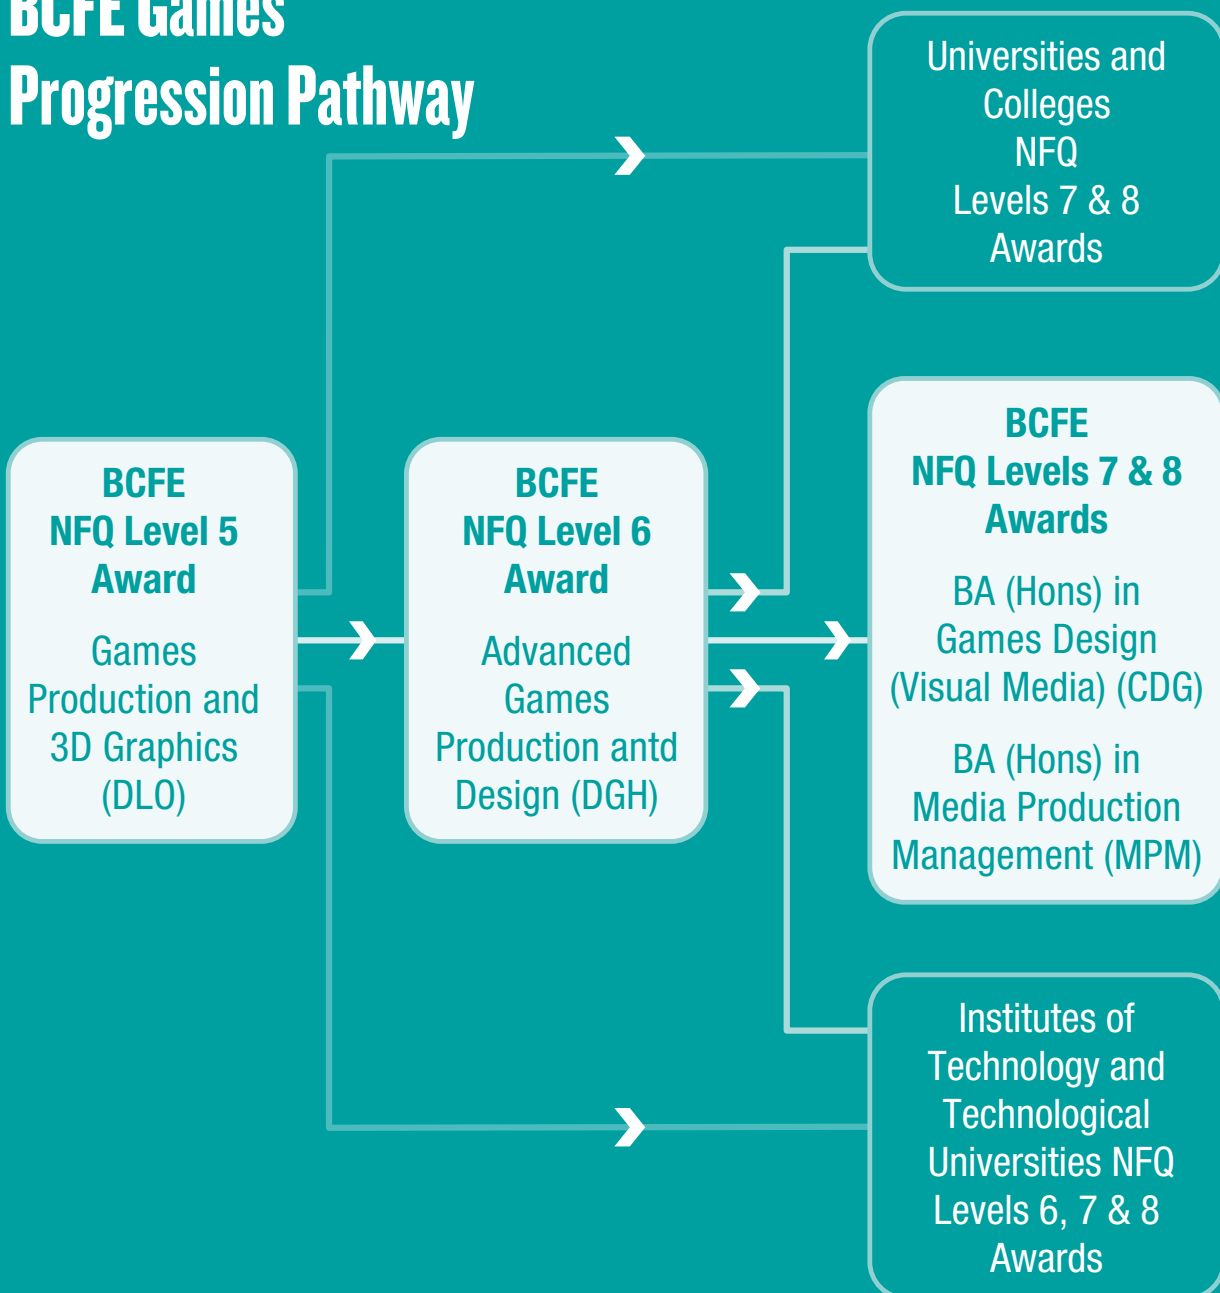 BCFE Games
Progression Pathway
Universities and
Colleges
NFQ
Levels 7 & 8
Awards
BCFE
NFQ Level 5
Award
Games
Production and
3D Graphics
(DLO)
BCFE
NFQ Level 6
Award
Advanced
Games
Production antd
Design (DGH)
BCFE
NFQ Levels 7 & 8
Awards
BA (Hons) in
Games Design
(Visual Media) (CDG)
BA (Hons) in
Media Production
Management (MPM)
Institutes of
Technology and
Technological
Universities NFQ
Levels 6, 7 & 8
Awards